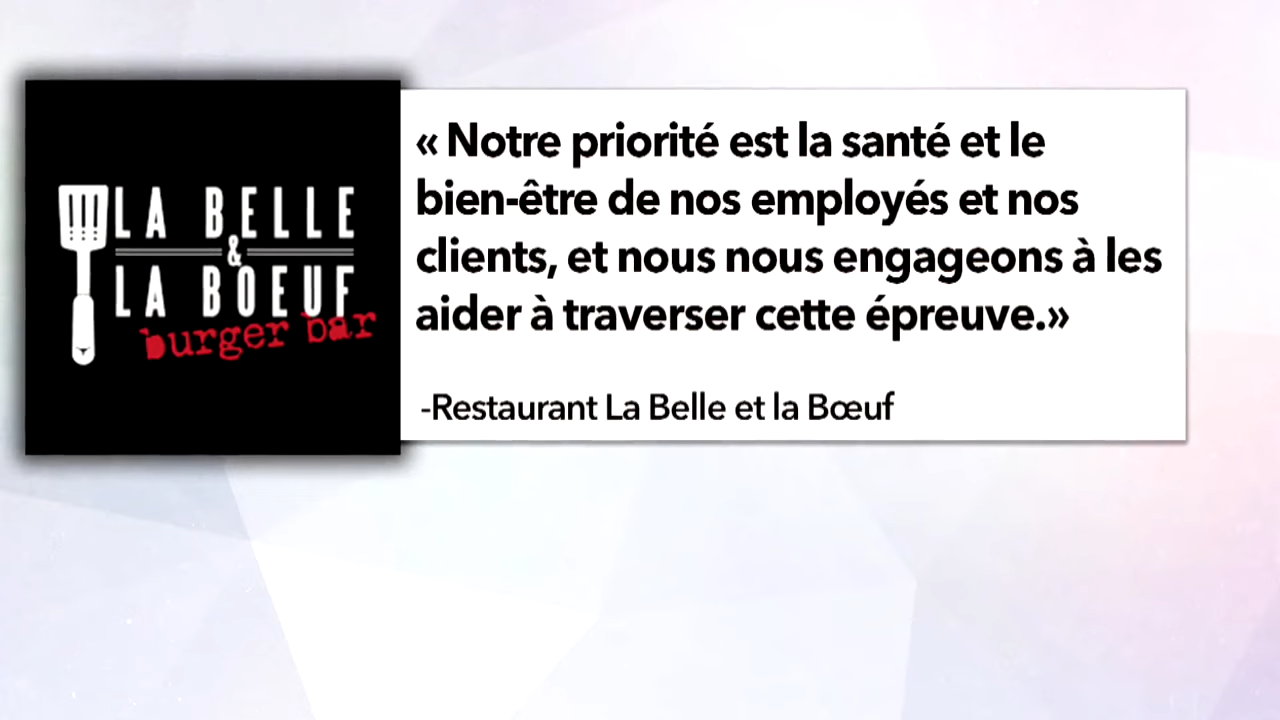 LA BELLE
&
LA BOEUF
burger bar
« Notre priorité est la santé et le
bien-être de nos employés et nos
clients, et nous nous engageons à les
aider à traverser cette épreuve.»
-Restaurant La Belle et la Bœuf